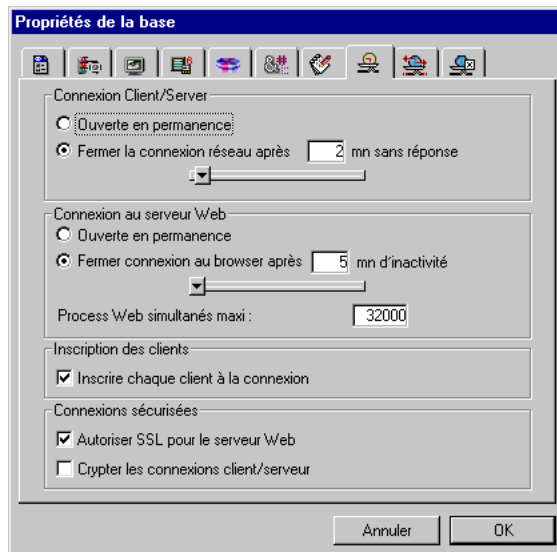 Propriétés de la base
&#
Connexion Client/Server
Ouverte en permanence
Fermer la connexion réseau après 2 mn sans réponse
Connexion au serveur Web
Ouverte en permanence
Fermer connexion au browser après 5 mn d'inactivité
Process Web simultanés maxi : 32000
Inscription des clients
Inscrire chaque client à la connexion
Connexions sécurisées
Autoriser SSL pour le serveur Web
Crypter les connexions client/serveur
Annuler OK